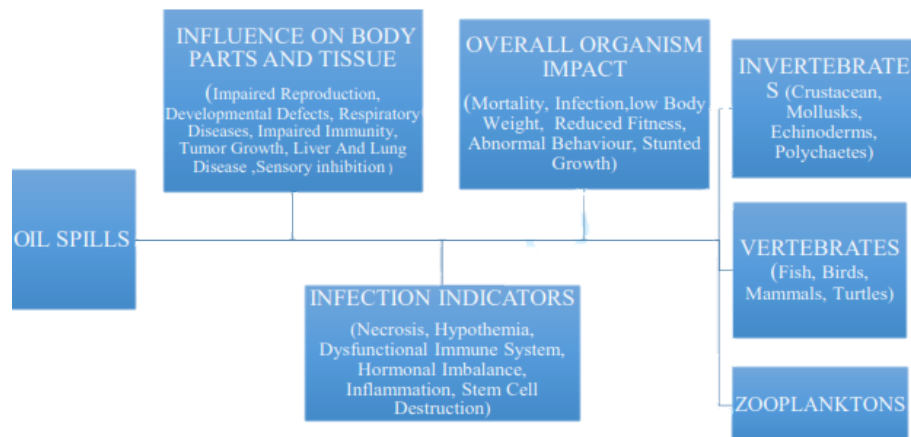 INFLUENCE ON BODY
PARTS AND TISSUE
(Impaired Reproduction,
Developmental Defects, Respiratory
Diseases, Impaired Immunity,
Tumor Growth, Liver And Lung
Disease ,Sensory inhibition )
OVERALL ORGANISM
IMPACT
(Mortality, Infection,low Body
Weight, Reduced Fitness,
Abnormal Behaviour, Stunted
Growth)
INVERTEBRATE
S (Crustacean,
Mollusks,
Echinoderms,
Polychaetes)
OIL SPILLS
VERTEBRATES
(Fish, Birds,
Mammals, Turtles)
INFECTION INDICATORS
(Necrosis, Hypothemia,
Dysfunctional Immune System,
Hormonal Imbalance,
Inflammation, Stem Cell
Destruction)
ZOOPLANKTONS